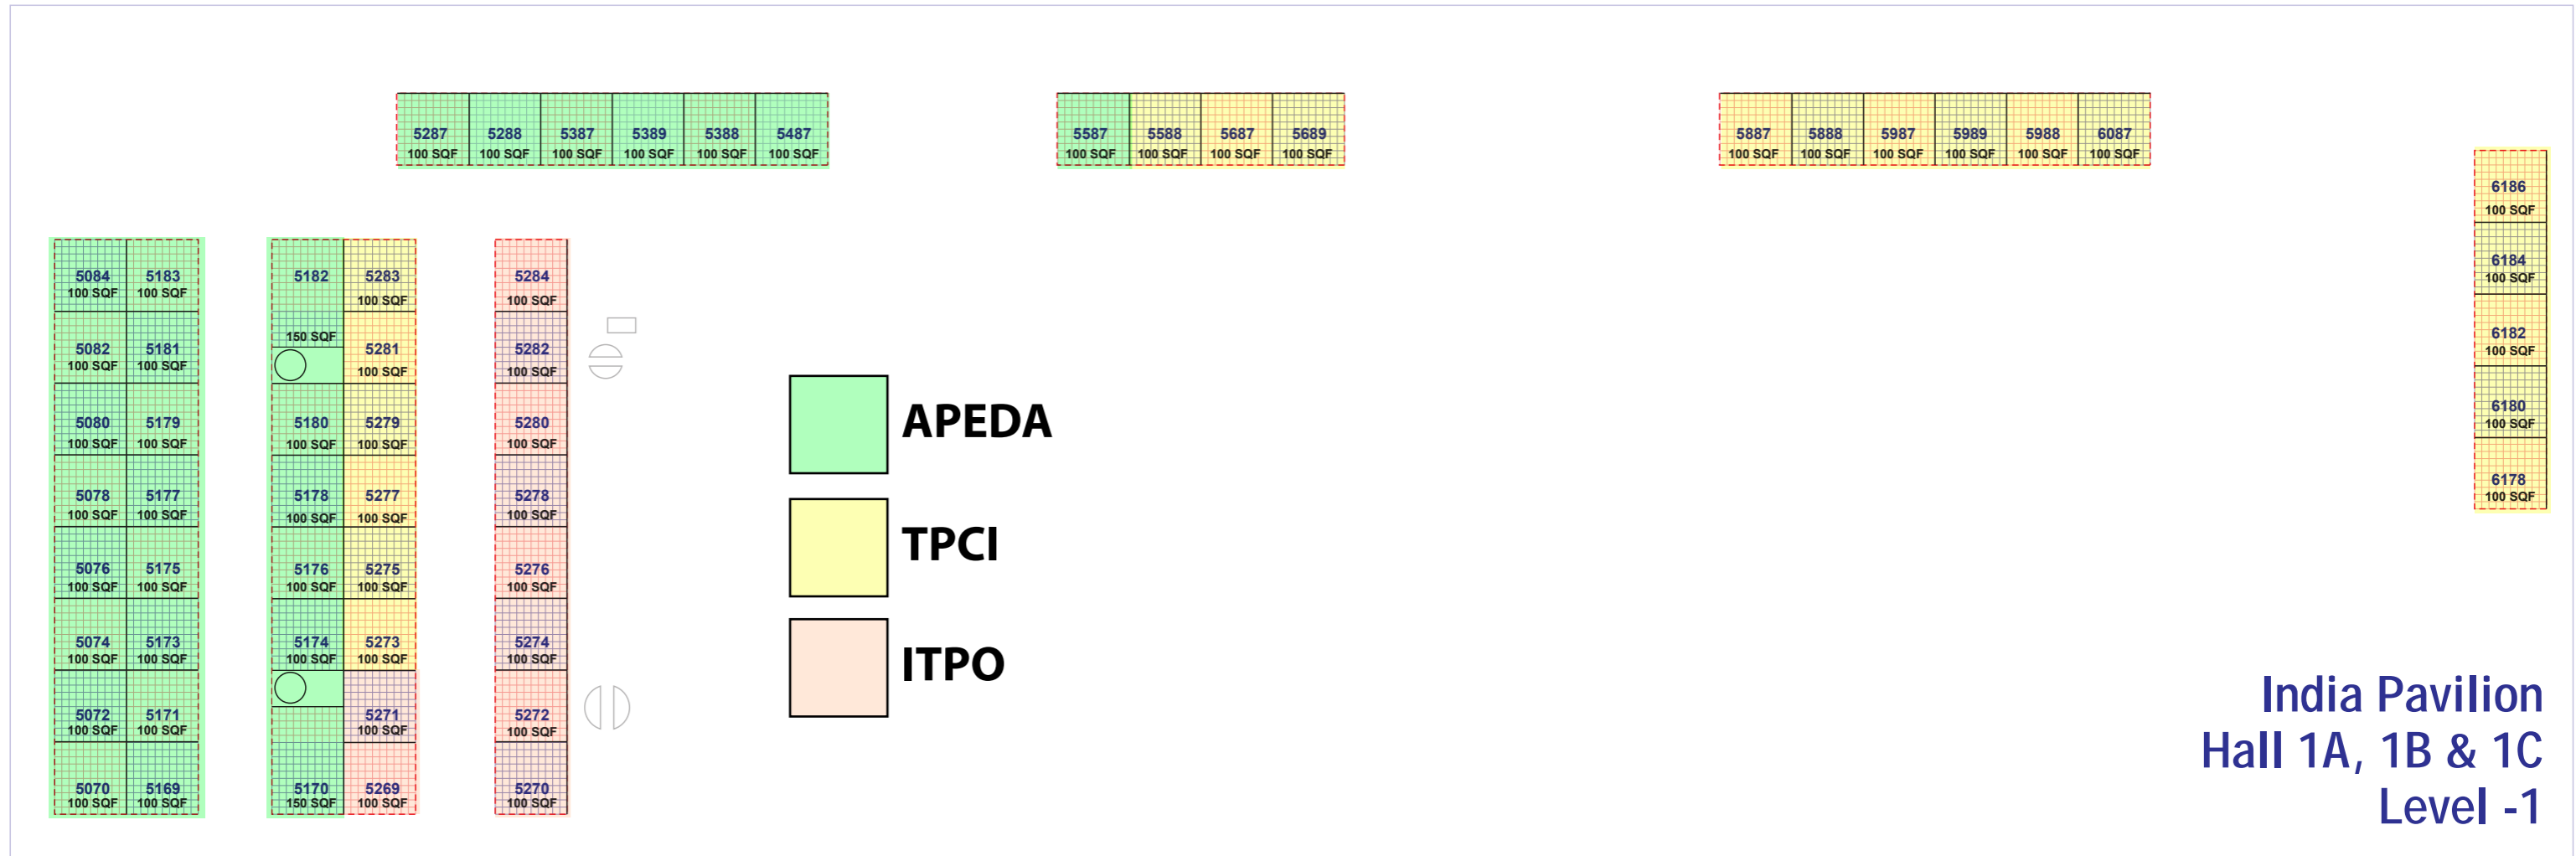 5287 5288 5387 5389 5388 5487
100 SQF 100 SQF 100 SQF 100 SQF 100 SQF 100 SQF
5587 5588 5687 5689
100 SQF 100 SQF 100 SQF 100 SQF
5887 5888 5987 5989 5988 6087
100 SQF 100 SQF 100 SQF 100 SQF 100 SQF 100 SQF
6186
100 SQF
6184
100 SQF
6182
100 SQF
6180
100 SQF
6178
100 SQF
5084 5183
100 SQF 100 SQF
5082 5181
100 SQF 100 SQF
5080 5179
100 SQF 100 SQF
5078 5177
100 SQF 100 SQF
5076 5175
100 SQF 100 SQF
5074 5173
100 SQF 100 SQF
5072 5171
100 SQF 100 SQF
5070 5169
100 SQF 100 SQF
5182 5283
100 SQF
150 SQF
5281
100 SQF
5180 5279
100 SQF 100 SQF
5178 5277
100 SQF 100 SQF
5176 5275
100 SQF 100 SQF
5174 5273
100 SQF 100 SQF
5271
100 SQF
5170 5269
150 SQF 100 SQF
5284
100 SQF
5282
100 SQF
5280
100 SQF
5278
100 SQF
5276
100 SQF
5274
100 SQF
5272
100 SQF
5270
100 SQF
APEDA
TPCI
ITPO
India Pavilion
Hall 1A, 1B & 1C
Level -1